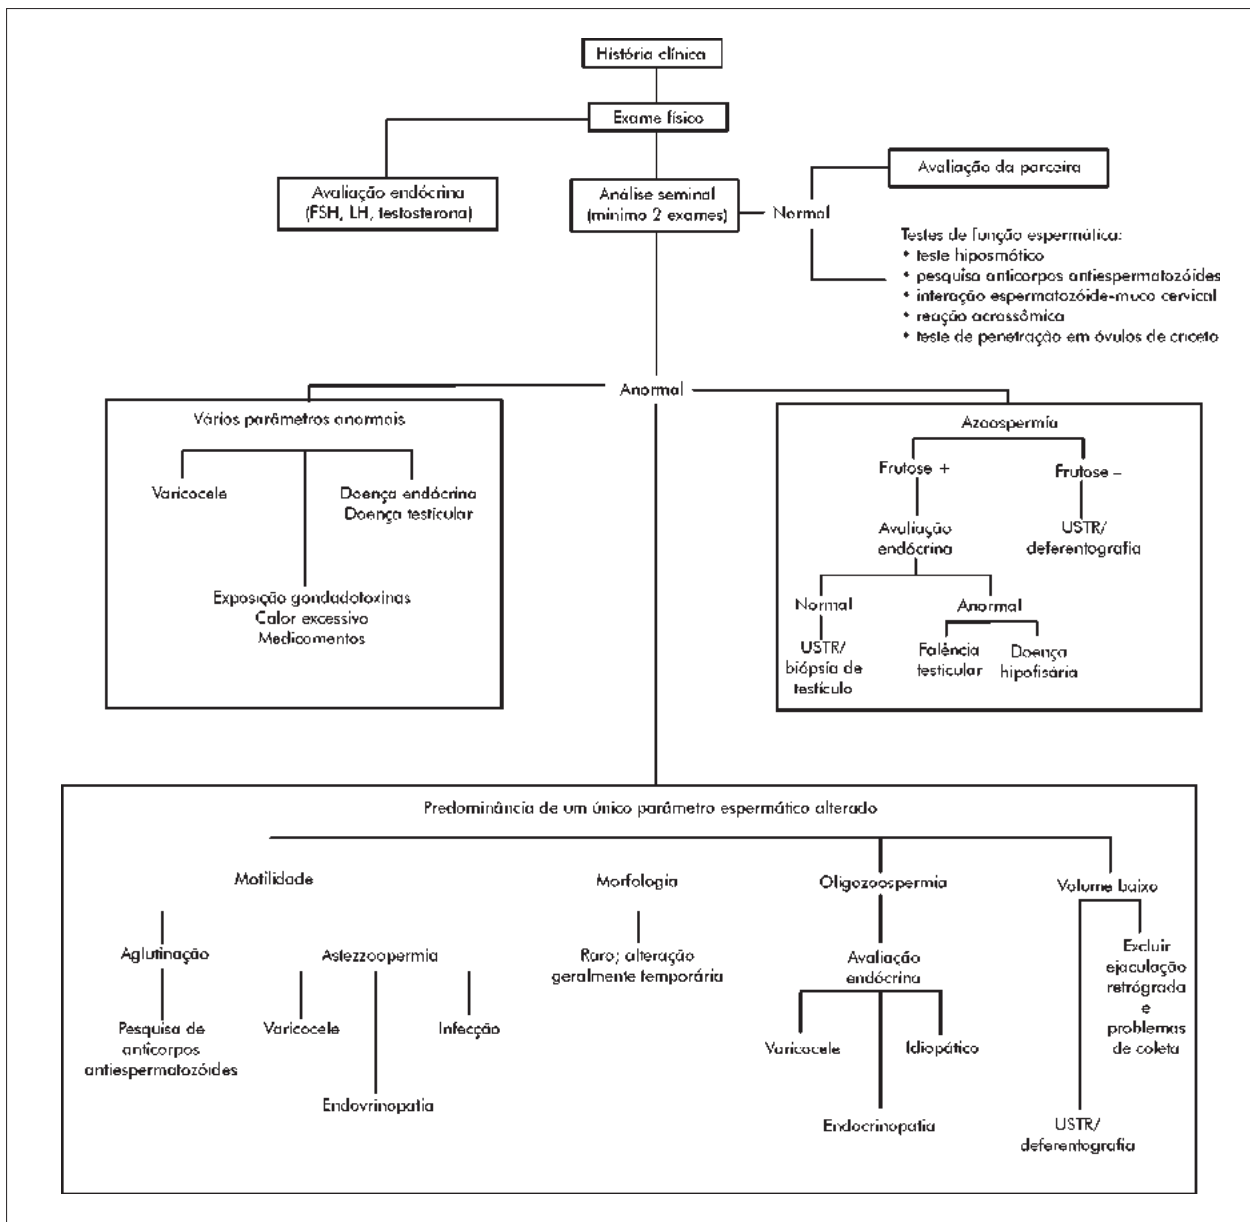 História clínica
Exame físico
Avaliação endócrina
(FSH, LH, testosterona)
Análise seminal
(mínimo 2 exames)
Normal
Avaliação da parceira
Testes de função espermática:
• teste hiposmótico
• pesquisa anticorpos antiespermatozóides
• interação espermatozóide-muco cervical
• reação acrossômica
• teste de penetração em óvulos de criceto
Anormal
Vários parâmetros anormais
Varicocele
Doença endócrina
Doença testicular
Exposição gondadotoxinas
Calor excessivo
Medicamentos
Azoospermia
Frutose +
Frutose –
Avaliação
endócrina
USTR/
deferentografia
Normal
Anormal
USTR/
biópsia de
testículo
Falência
testicular
Doença
hipofisária
Predominância de um único parâmetro espermático alterado
Motilidade
Morfologia
Oligozoospermia
Volume baixo
Aglutinação
Astezzoopermia
Raro; alteração
geralmente temporária
Avaliação
endócrina
Excluir
ejaculação
retrógrada
e
problemas
de coleta
Pesquisa de
anticorpos
antiespermatozóides
Varicocele
Infecção
Endovrinopatia
Varicocele
Idiopático
Endocrinopatia
USTR/
deferentografia